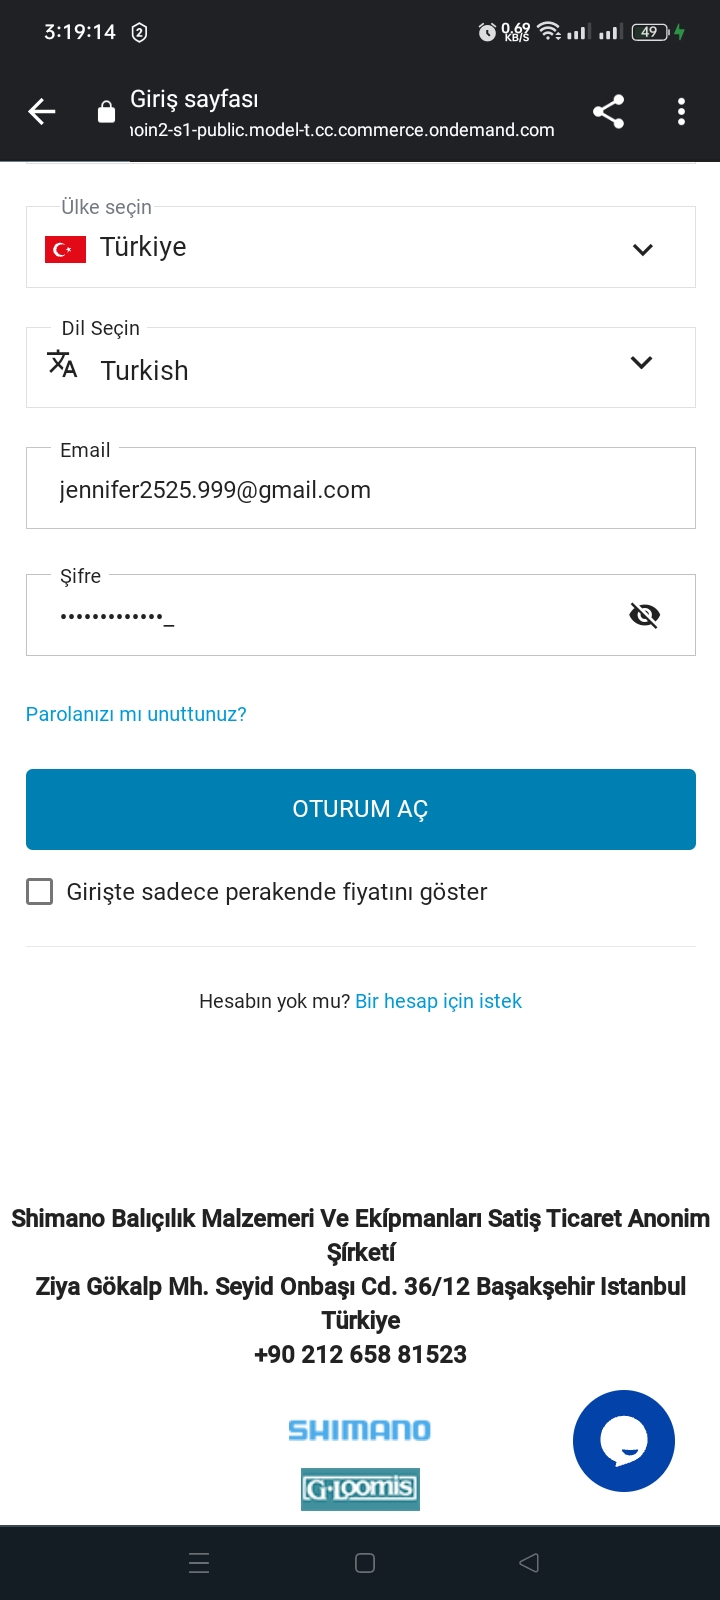 3:19:14
2
0.69
KB/S
49
Giriş sayfası
noin2-s1-public.model-t.cc.commerce.ondemand.com
Ülke seçin
Türkiye
Dil Seçin
Turkish
Email
jennifer2525.999@gmail.com
Şifre
•••••••••••••_
Parolanızı mı unuttunuz?
OTURUM AÇ
Girişte sadece perakende fiyatını göster
Hesabın yok mu? Bir hesap için istek
Shimano Balıçılık Malzemeri Ve Ekípmanları Satiş Ticaret Anonim
Şírketí
Ziya Gökalp Mh. Seyid Onbaşı Cd. 36/12 Başakşehir Istanbul
Türkiye
+90 212 658 81523
SHIMANO
G·Loomis